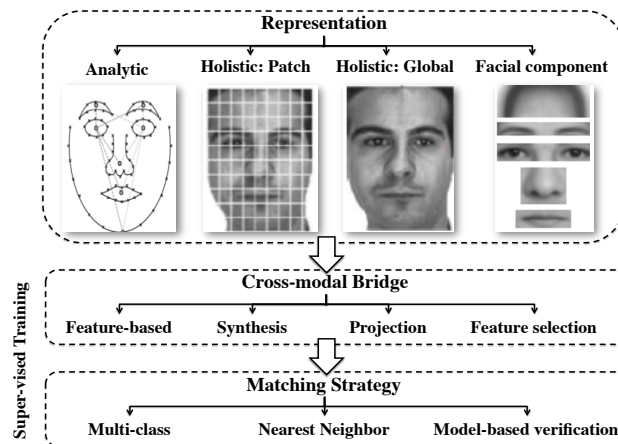 Representation
Analytic Holistic: Patch Holistic: Global Facial component
Cross-modal Bridge
Feature-based Synthesis Projection Feature selection
Super-vised Training
Matching Strategy
Multi-class Nearest Neighbor Model-based verification